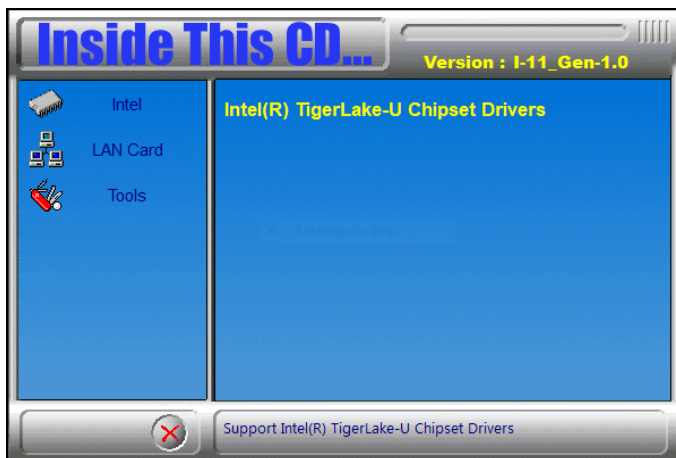 Inside This CD...
Version : I-11_Gen-1.0
Intel
LAN Card
Tools
Intel(R) TigerLake-U Chipset Drivers
Rectangular Snip
Support Intel(R) TigerLake-U Chipset Drivers